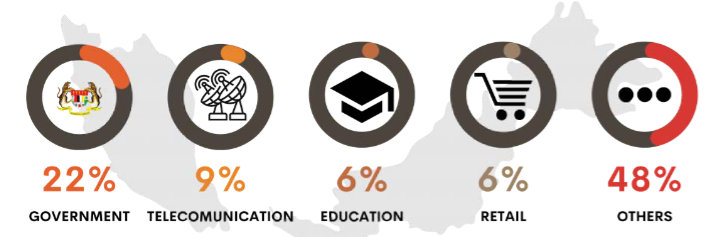 22% 9% 6% 6% 48%
GOVERNMENT TELECOMUNICATION EDUCATION RETAIL OTHERS